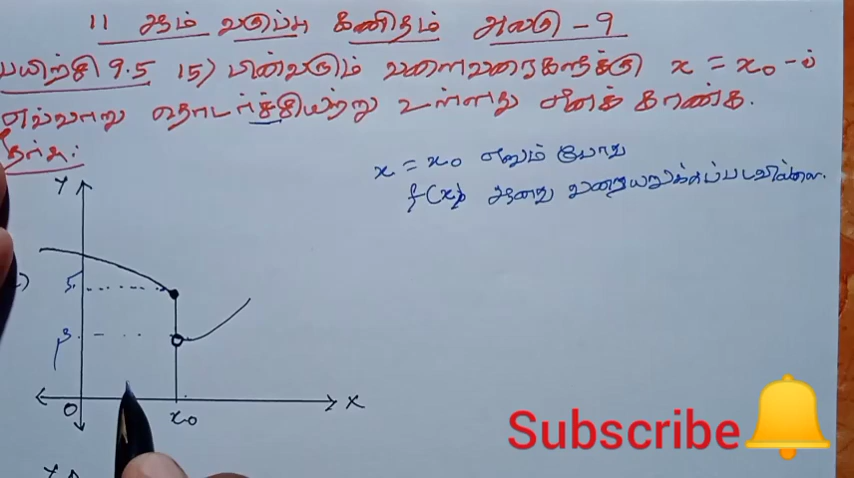 11 ஆம் வகுப்பு கணிதம் அலகு - 9
பயிற்சி 9.5 15) பின்வரும் வளைவரைகளுக்கு x = x₀ -ல்
எவ்வாறு தொடர்ச்சியற்று உள்ளது எனக் காண்க.
தீர்வு:
x = x₀ எனும் போது
f(x) ஆனது வரையறுக்கப்படவில்லை.
Y
β
0
x₀
X
Subscribe
Y